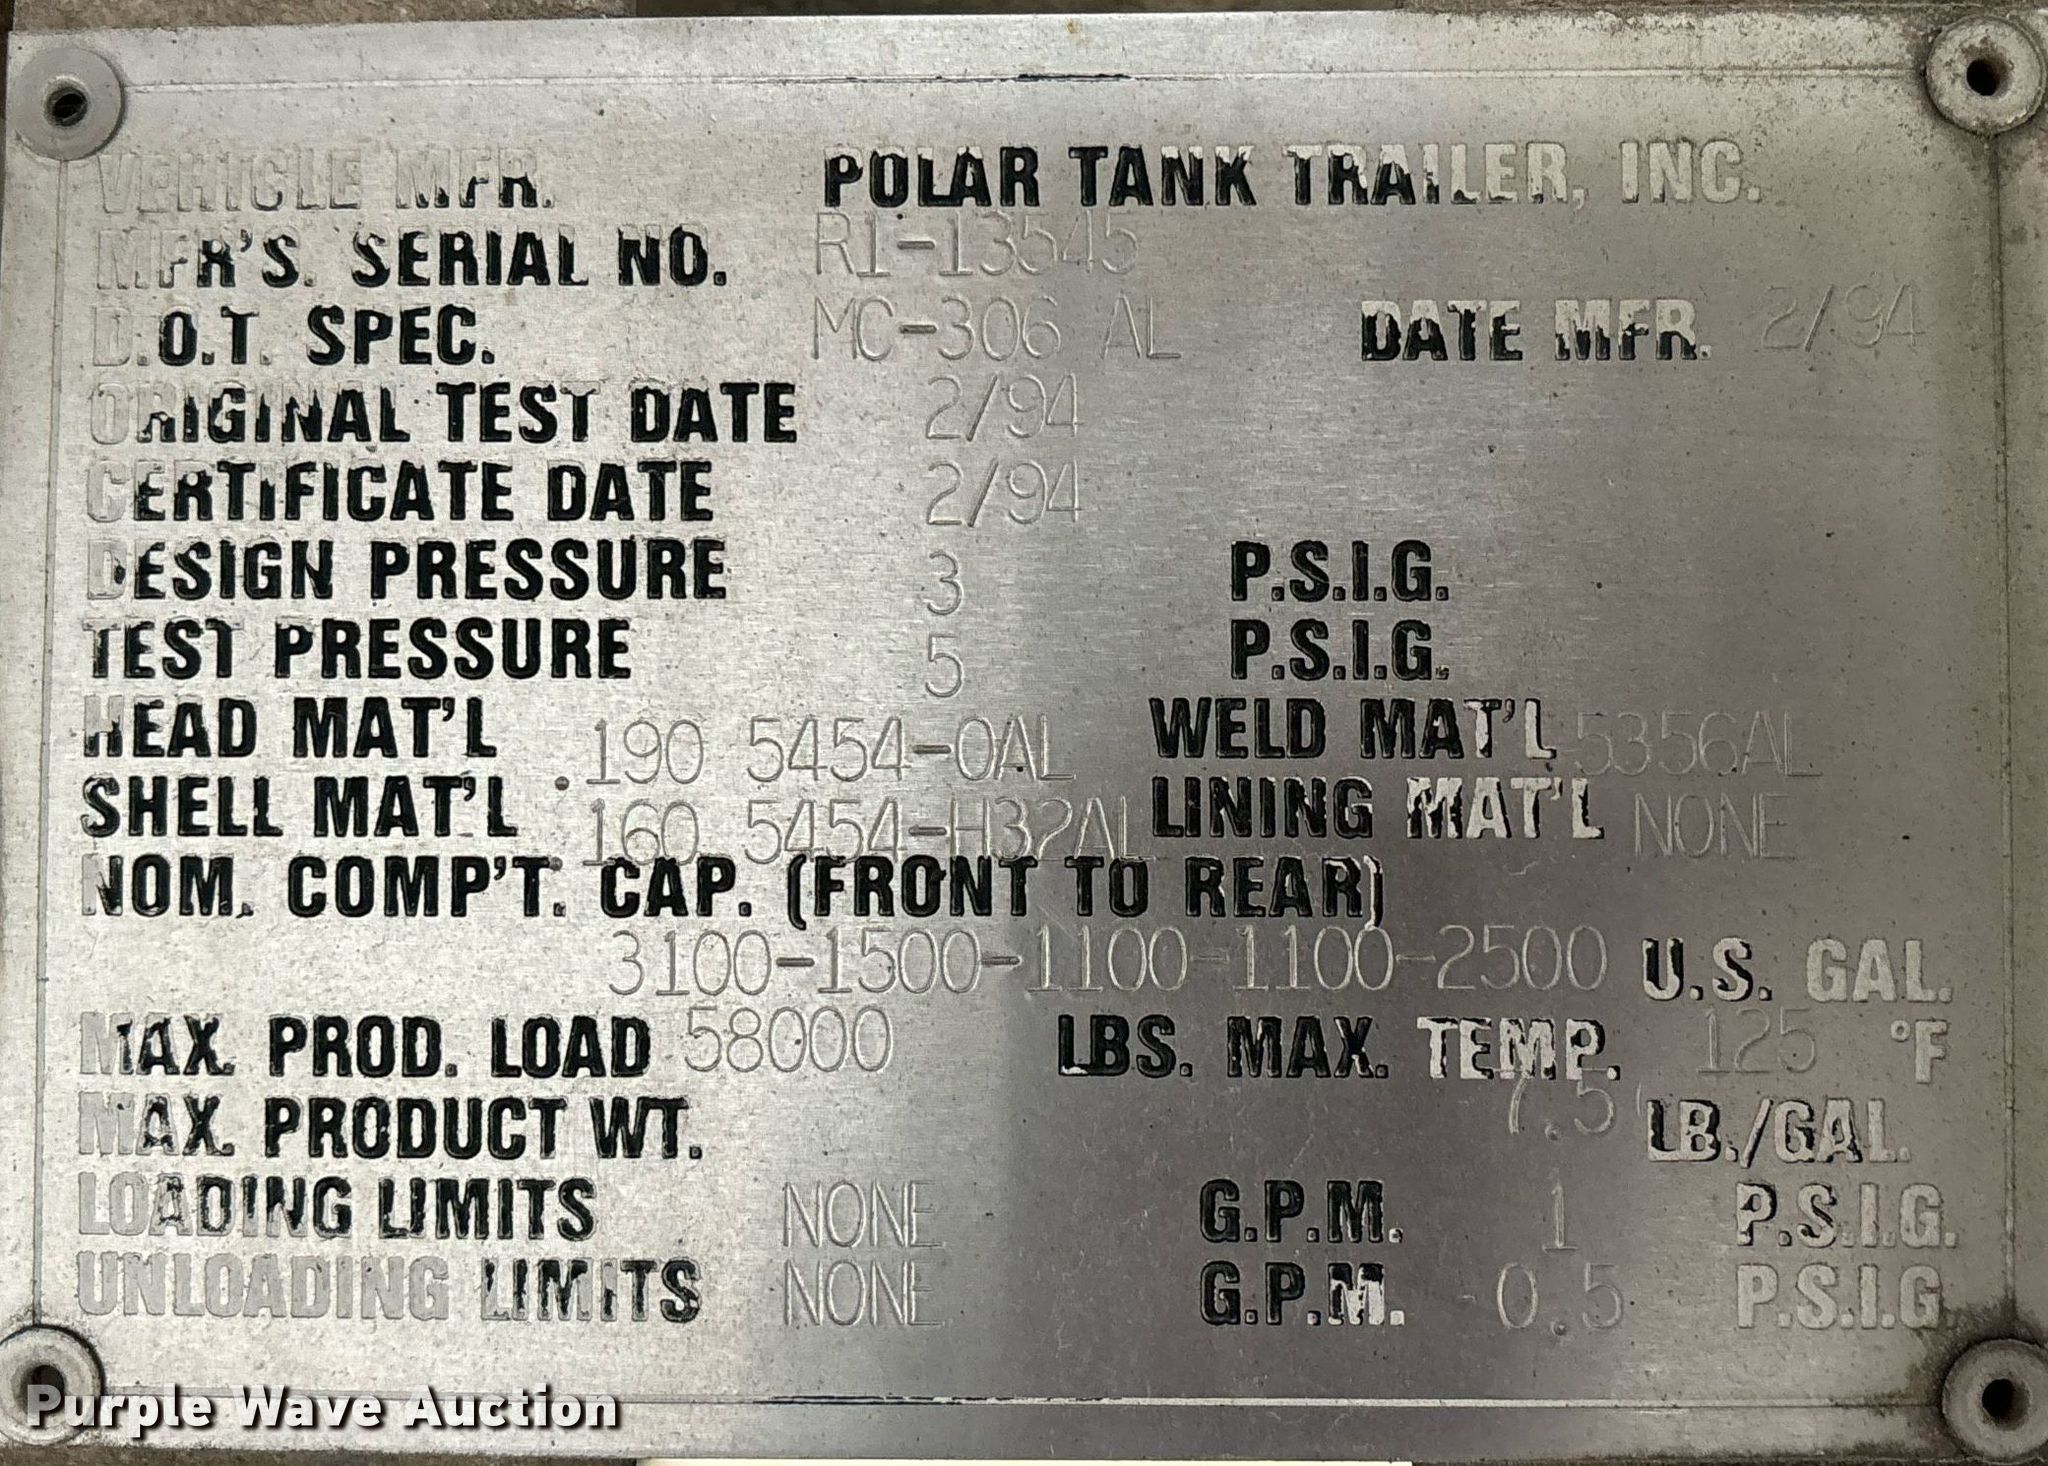 VEHICLE MFR. POLAR TANK TRAILER, INC.
MFR'S. SERIAL NO. R1-13545
D.O.T. SPEC. MC-306 AL DATE MFR. 2/94
ORIGINAL TEST DATE 2/94
CERTIFICATE DATE 2/94
DESIGN PRESSURE 3 P.S.I.G.
TEST PRESSURE 5 P.S.I.G.
HEAD MAT'L .190 5454-OAL WELD MAT'L 5356AL
SHELL MAT'L .160 5454-H32AL LINING MAT'L NONE
NOM. COMP'T. CAP. (FRONT TO REAR)
3100-1500-1100-1100-2500 U.S. GAL.
MAX. PROD. LOAD 58000 LBS. MAX. TEMP. 125 °F
MAX. PRODUCT WT. 7.5 LB./GAL.
LOADING LIMITS NONE G.P.M. 1 P.S.I.G.
UNLOADING LIMITS NONE G.P.M. 0.5 P.S.I.G.
Purple Wave Auction